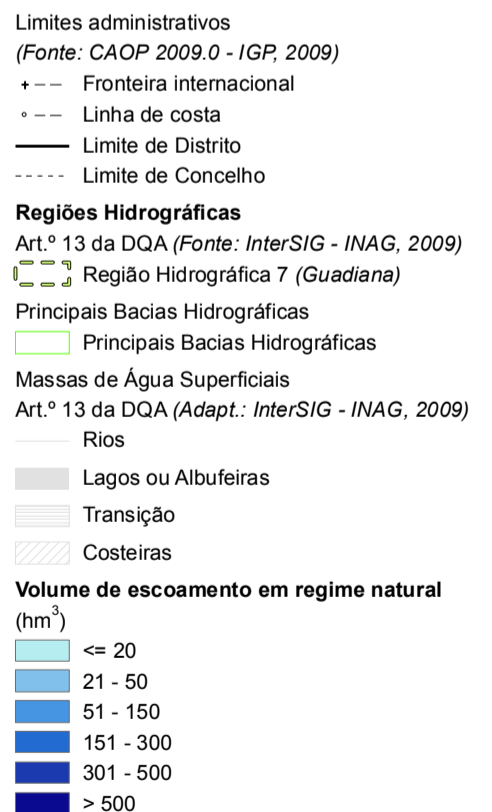 Limites administrativos
(Fonte: CAOP 2009.0 - IGP, 2009)
Fronteira internacional
Linha de costa
Limite de Distrito
Limite de Concelho
Regiões Hidrográficas
Art.º 13 da DQA (Fonte: InterSIG - INAG, 2009)
Região Hidrográfica 7 (Guadiana)
Principais Bacias Hidrográficas
Principais Bacias Hidrográficas
Massas de Água Superficiais
Art.º 13 da DQA (Adapt.: InterSIG - INAG, 2009)
Rios
Lagos ou Albufeiras
Transição
Costeiras
Volume de escoamento em regime natural
(hm³)
<= 20
21 - 50
51 - 150
151 - 300
301 - 500
> 500